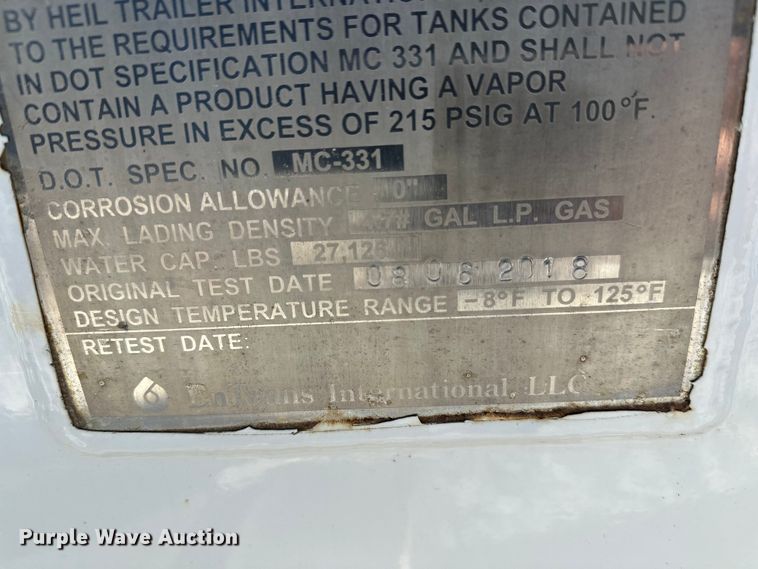 BY HEIL TRAILER
TO THE REQUIREMENTS FOR TANKS CONTAINED
IN DOT SPECIFICATION MC 331 AND SHALL NOT
CONTAIN A PRODUCT HAVING A VAPOR
PRESSURE IN EXCESS OF 215 PSIG AT 100°F.
D.O.T. SPEC. NO. MC-331
CORROSION ALLOWANCE 0"
MAX. LADING DENSITY GAL L.P. GAS
WATER CAP. LBS
ORIGINAL TEST DATE 08 06 2018
DESIGN TEMPERATURE RANGE -8°F TO 125°F
RETEST DATE:
EnTrans International, LLC
Purple Wave Auction